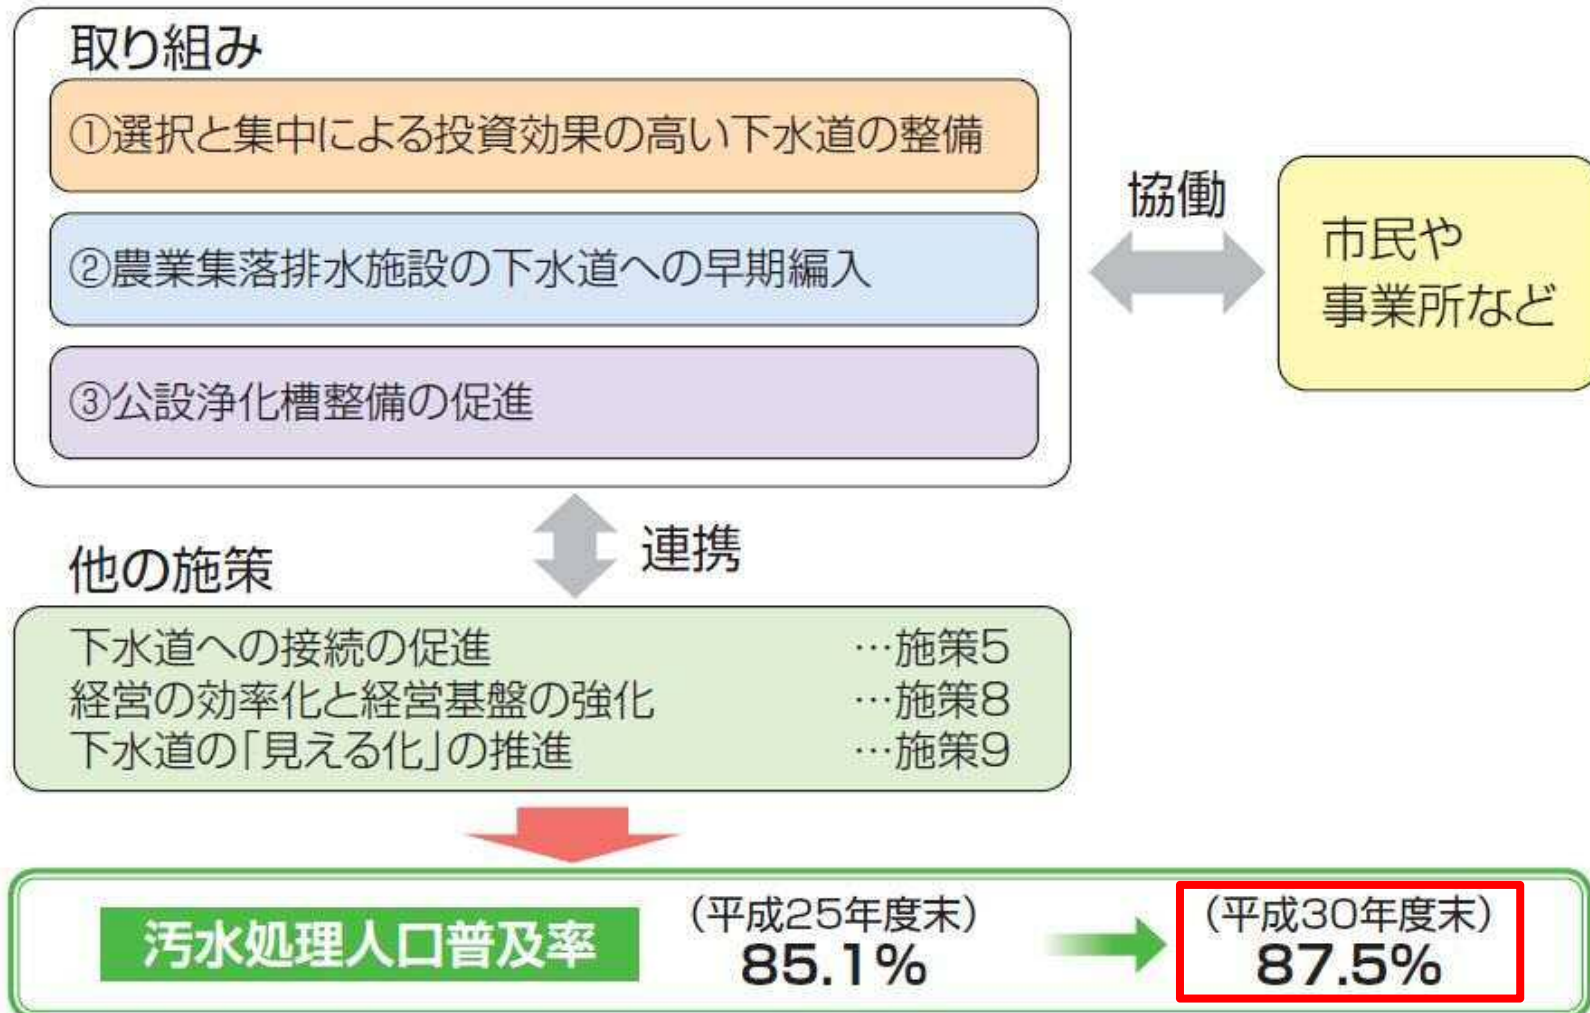 取り組み
①選択と集中による投資効果の高い下水道の整備
②農業集落排水施設の下水道への早期編入
③公設浄化槽整備の促進
協働
市民や
事業所など
連携
他の施策
下水道への接続の促進 …施策5
経営の効率化と経営基盤の強化 …施策8
下水道の「見える化」の推進 …施策9
汚水処理人口普及率
(平成25年度末)
85.1%
(平成30年度末)
87.5%